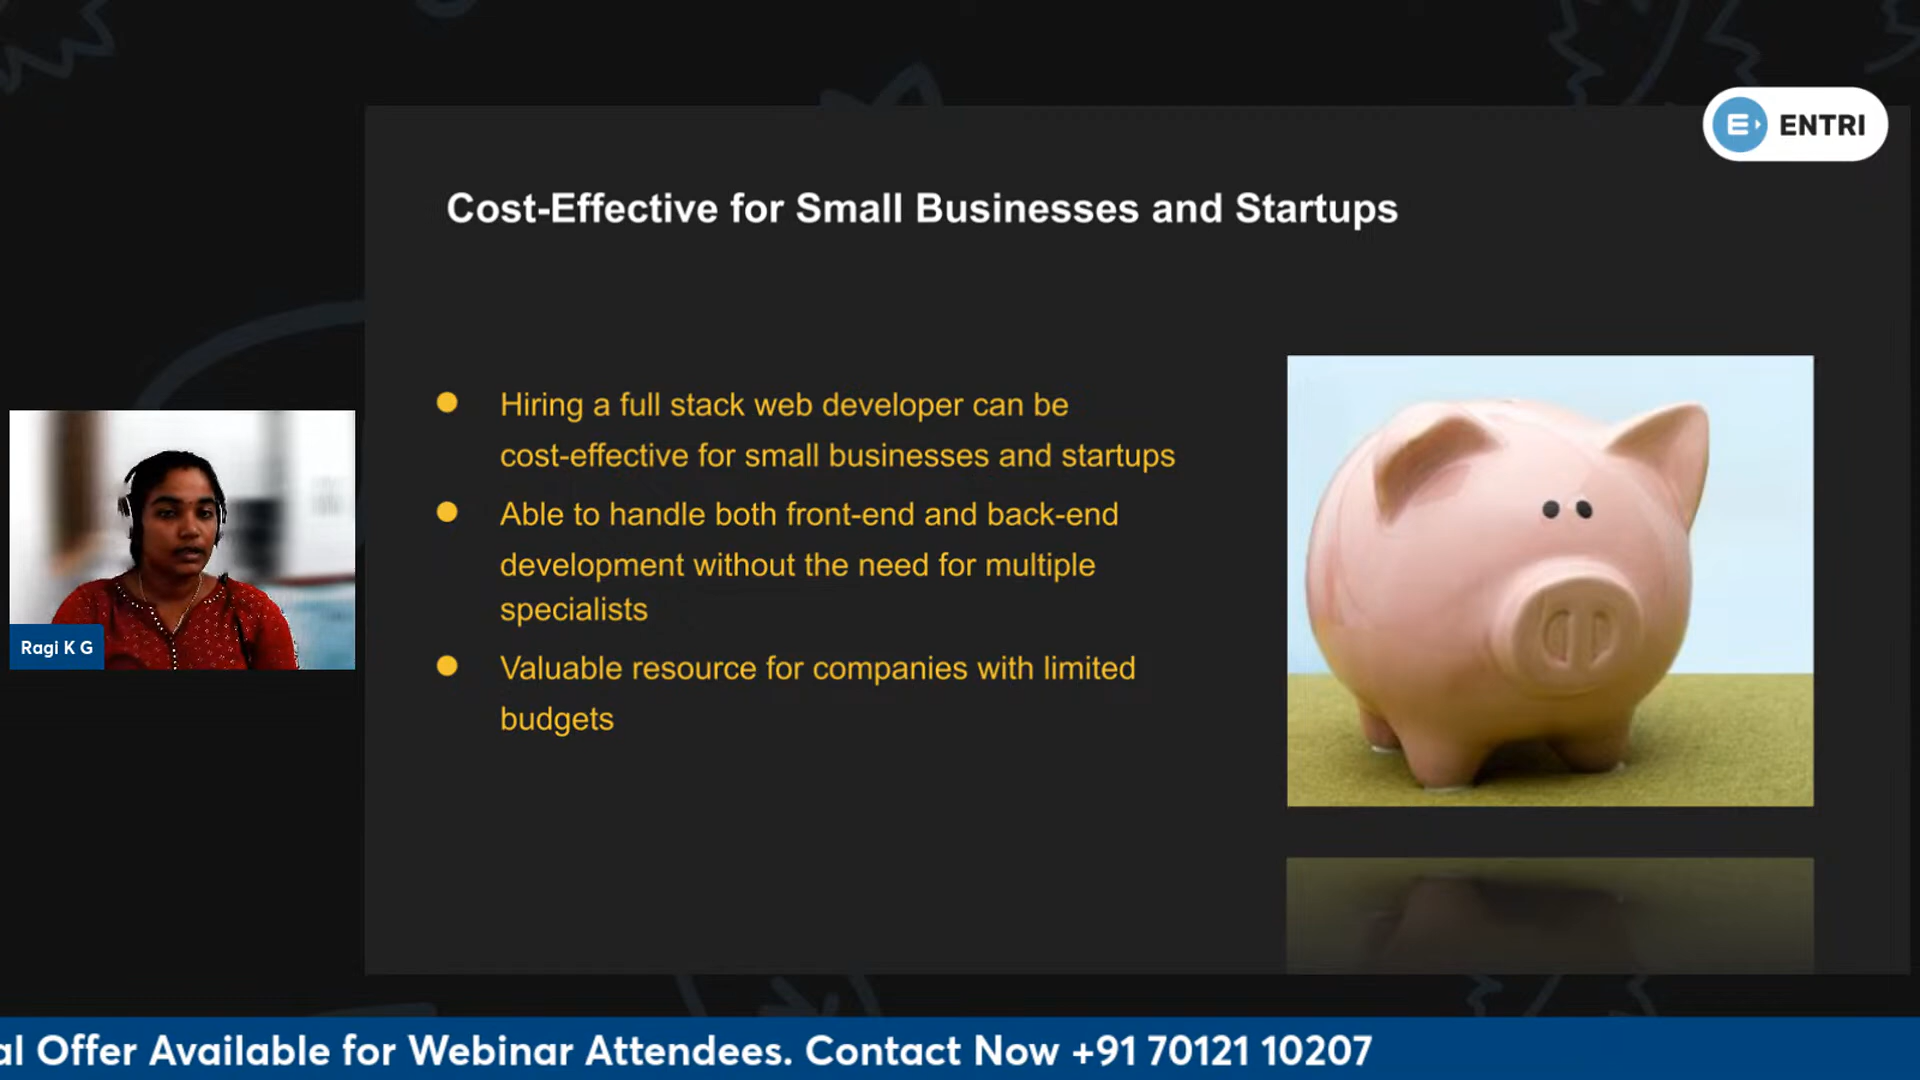 ENTRI
Cost-Effective for Small Businesses and Startups
● Hiring a full stack web developer can be
cost-effective for small businesses and startups
● Able to handle both front-end and back-end
development without the need for multiple
specialists
● Valuable resource for companies with limited
budgets
Ragi K G
al Offer Available for Webinar Attendees. Contact Now +91 70121 10207